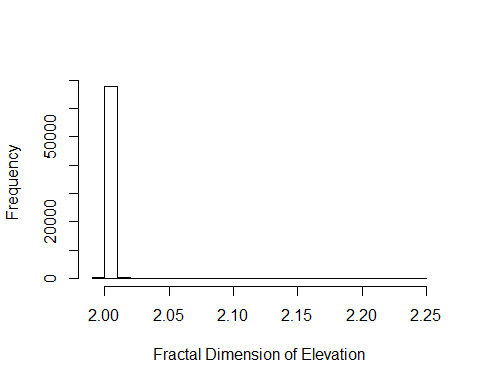 Frequency
50000
20000
0
2.00 2.05 2.10 2.15 2.20 2.25
Fractal Dimension of Elevation